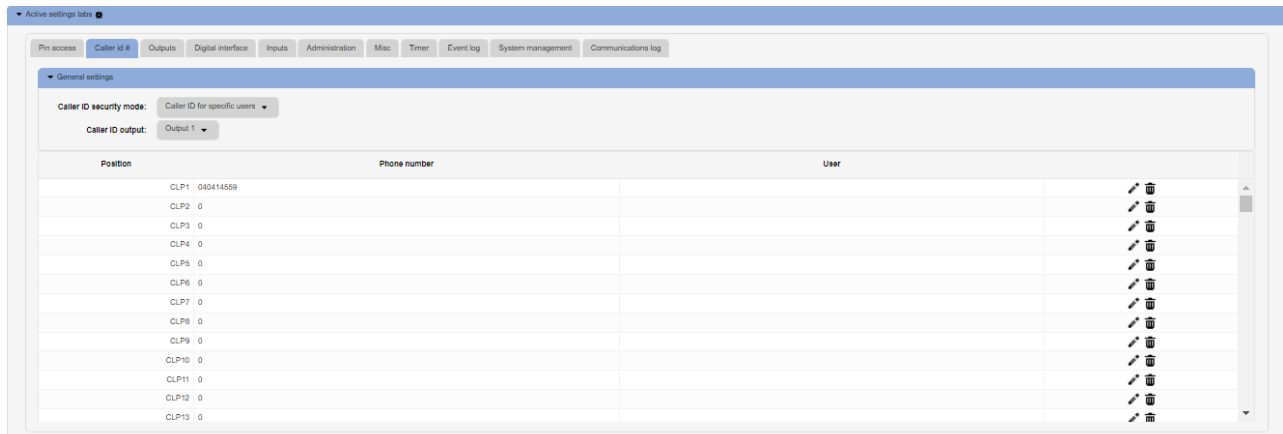 Active settings tabs
Pin access Caller id # Outputs Digital interface Inputs Administration Misc Timer Event log System management Communications log
General settings
Caller ID security mode: Caller ID for specific users
Caller ID output: Output 1
Position Phone number User
CLP1 040414559
CLP2 0
CLP3 0
CLP4 0
CLP5 0
CLP6 0
CLP7 0
CLP8 0
CLP9 0
CLP10 0
CLP11 0
CLP12 0
CLP13 0